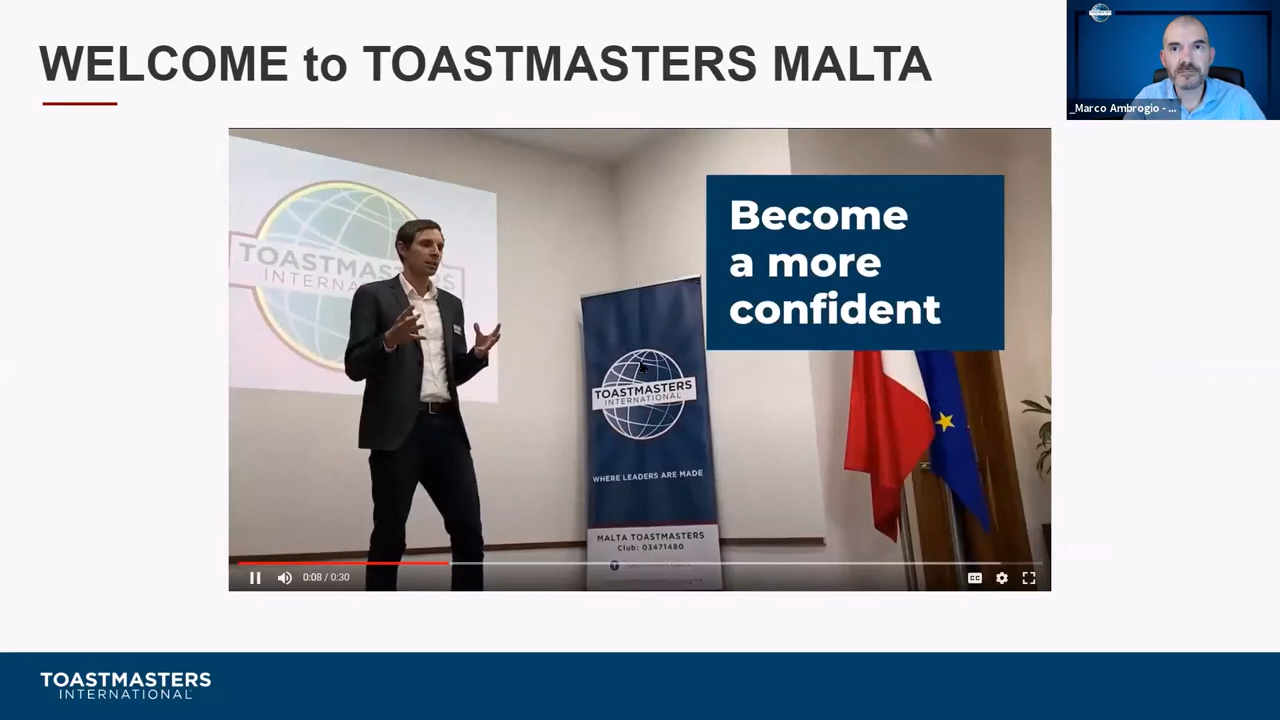 WELCOME to TOASTMASTERS MALTA
_Marco Ambrogio - ...
Become
a more
confident
TOASTMASTERS
INTERNATIONAL
TOASTMASTERS
INTERNATIONAL
WHERE LEADERS ARE MADE
MALTA TOASTMASTERS
Club: 03471480
0:08 / 0:30
CC
TOASTMASTERS
INTERNATIONAL